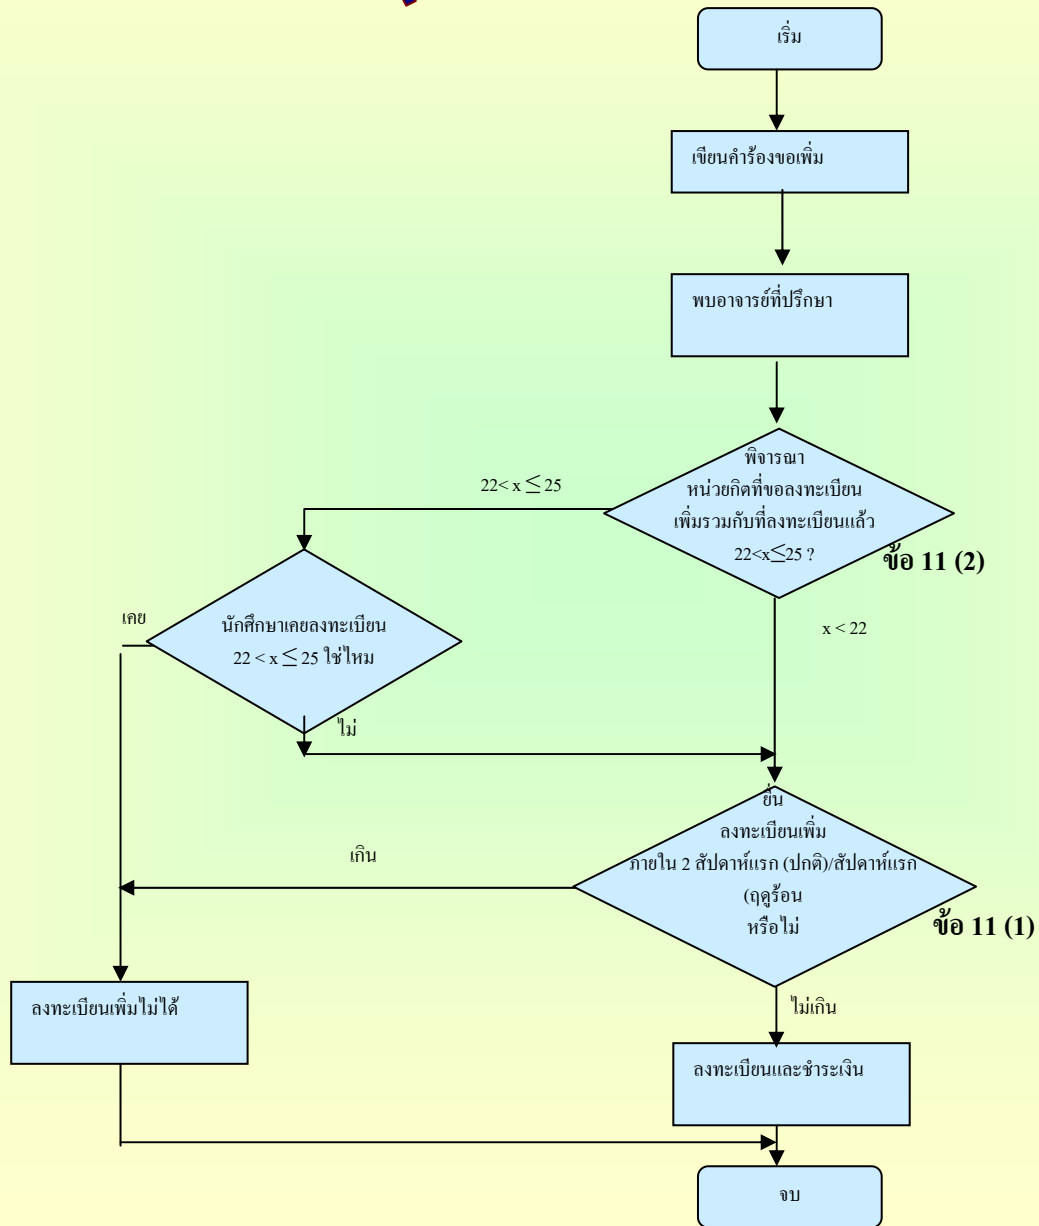 เริ่ม
เขียนคำร้องขอเพิ่ม
พบอาจารย์ที่ปรึกษา
พิจารณา
หน่วยกิตที่ขอลงทะเบียน
เพิ่มรวมกับที่ลงทะเบียนแล้ว
22<x≤25 ?
ข้อ 11 (2)
22< x ≤ 25
x < 22
เคย
นักศึกษาเคยลงทะเบียน
22 < x ≤ 25 ใช่ไหม
ไม่
ยื่น
ลงทะเบียนเพิ่ม
ภายใน 2 สัปดาห์แรก (ปกติ)/สัปดาห์แรก
(ฤดูร้อน
หรือไม่
ข้อ 11 (1)
เกิน
ไม่เกิน
ลงทะเบียนเพิ่มไม่ได้
ลงทะเบียนและชำระเงิน
จบ